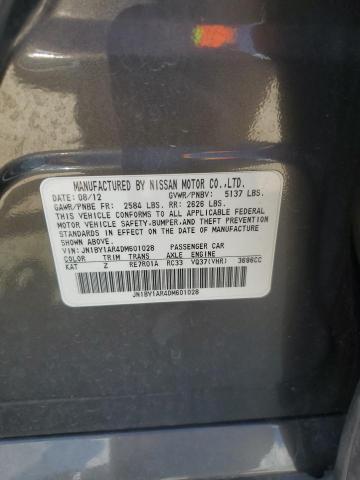 MANUFACTURED BY NISSAN MOTOR CO.,LTD.
DATE: 08/12 GVWR/PNBV: 5137 LBS.
GAWR/PNBE FR: 2584 LBS. RR: 2626 LBS.
THIS VEHICLE CONFORMS TO ALL APPLICABLE FEDERAL
MOTOR VEHICLE SAFETY,BUMPER,AND THEFT PREVENTION
STANDARDS IN EFFECT ON THE DATE OF MANUFACTURE
SHOWN ABOVE.
VIN: JN1BY1AR4DM601028 PASSENGER CAR
COLOR TRIM TRANS AXLE ENGINE
KAT Z RE7R01A RC33 VQ37(VHR) 3696CC
JN1BY1AR4DM601028